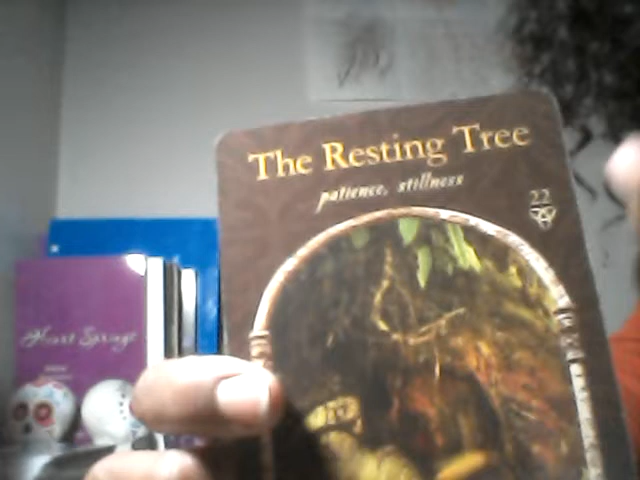 The Resting Tree
patience, stillness
22
Heart Springs